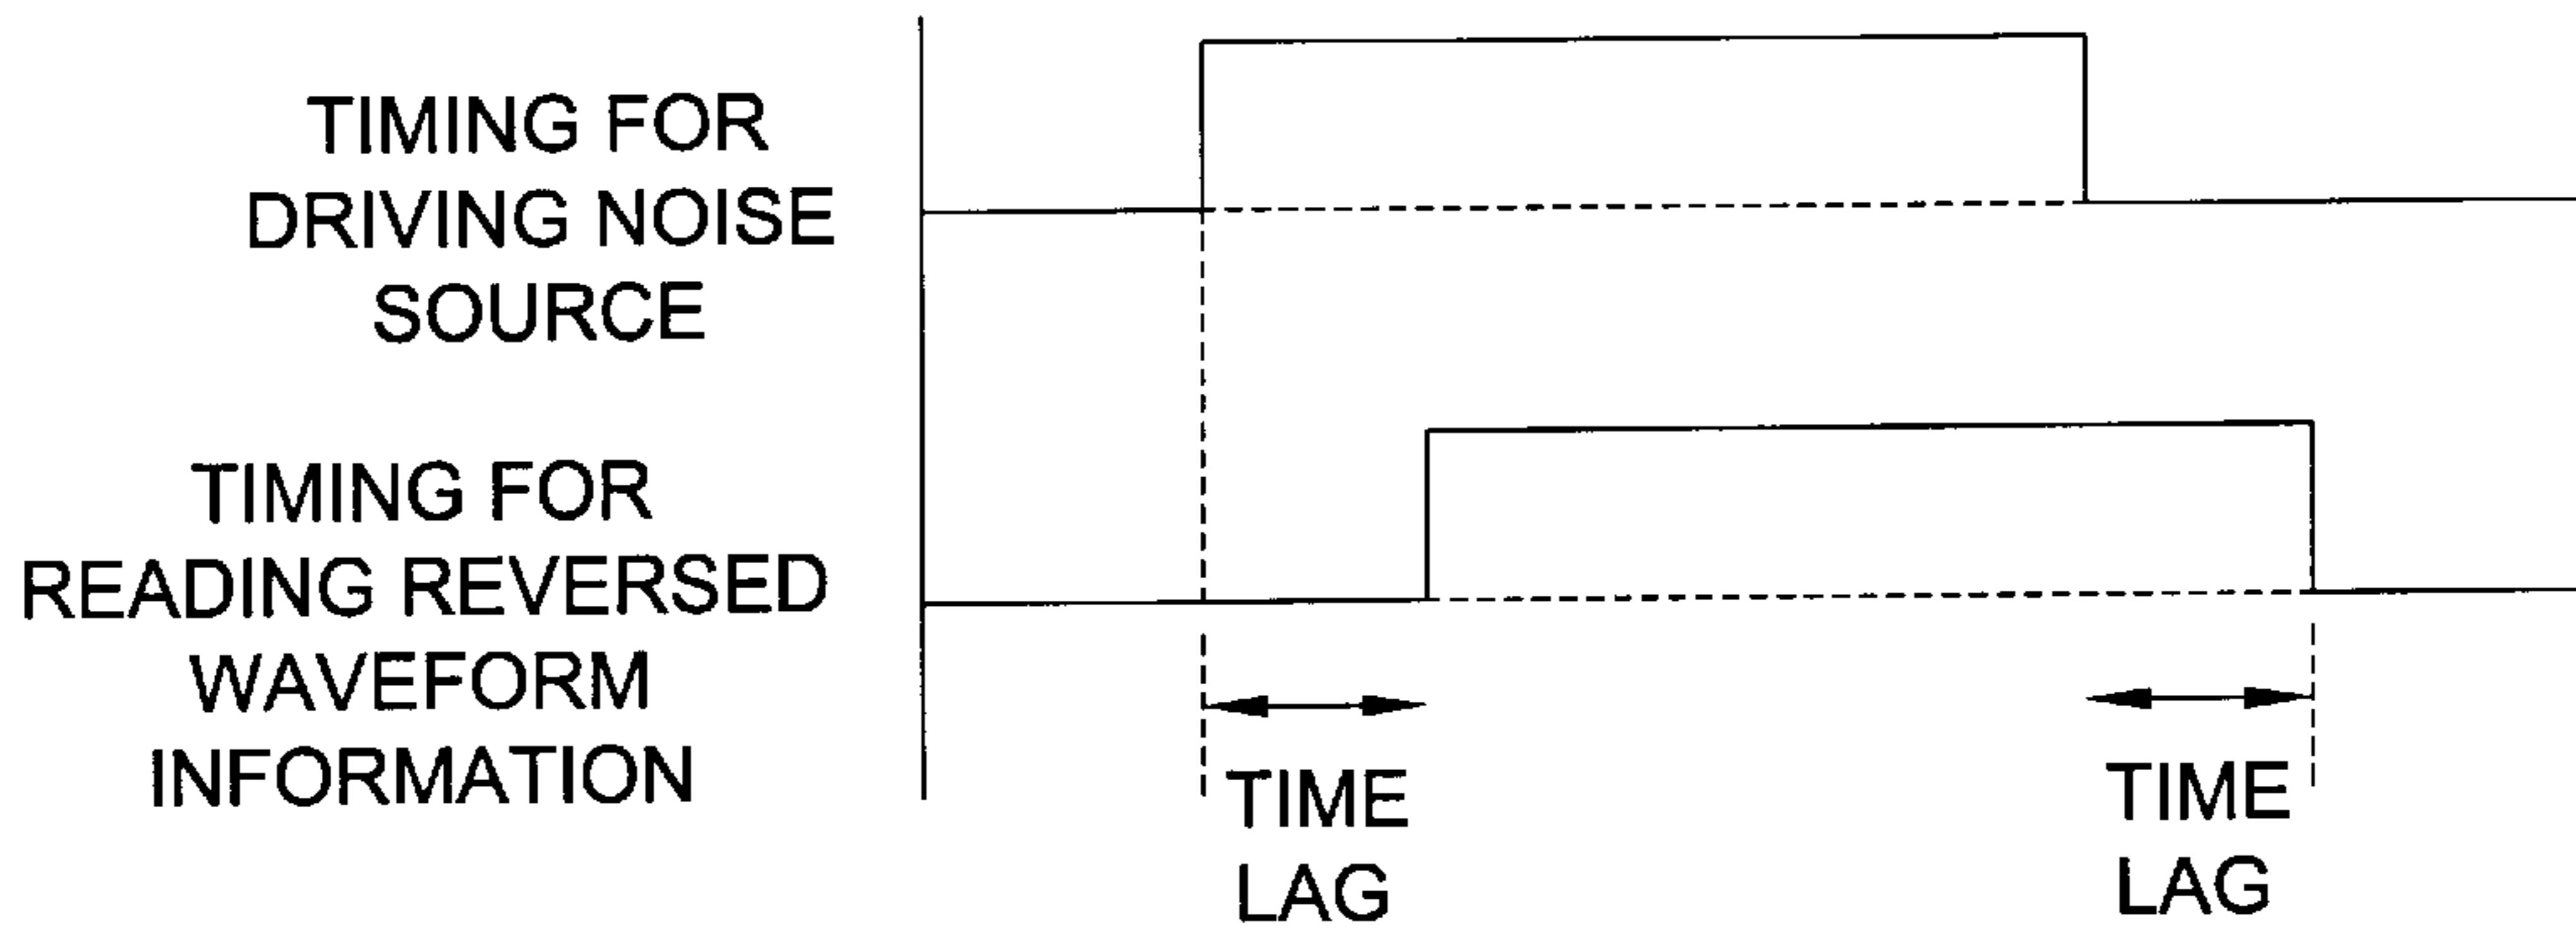 TIMING FOR
DRIVING NOISE
SOURCE
TIMING FOR
READING REVERSED
WAVEFORM
INFORMATION
TIME
LAG
TIME
LAG